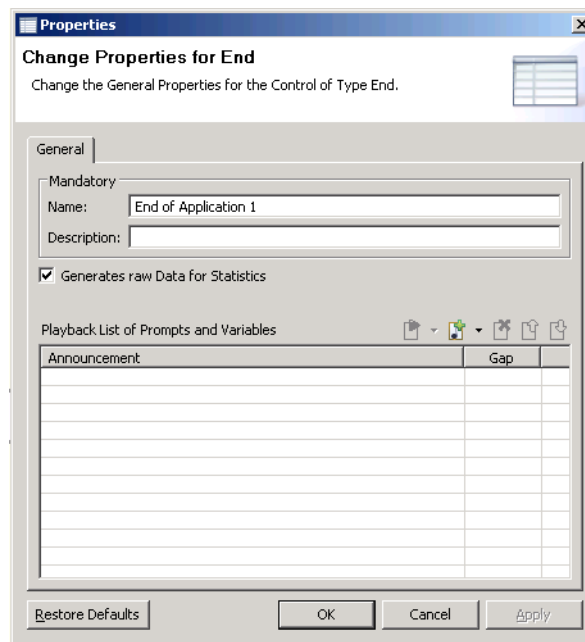 Properties
Change Properties for End
Change the General Properties for the Control of Type End.
General
Mandatory
Name: End of Application 1
Description:
Generates raw Data for Statistics
Playback List of Prompts and Variables
Announcement Gap
Restore Defaults OK Cancel Apply